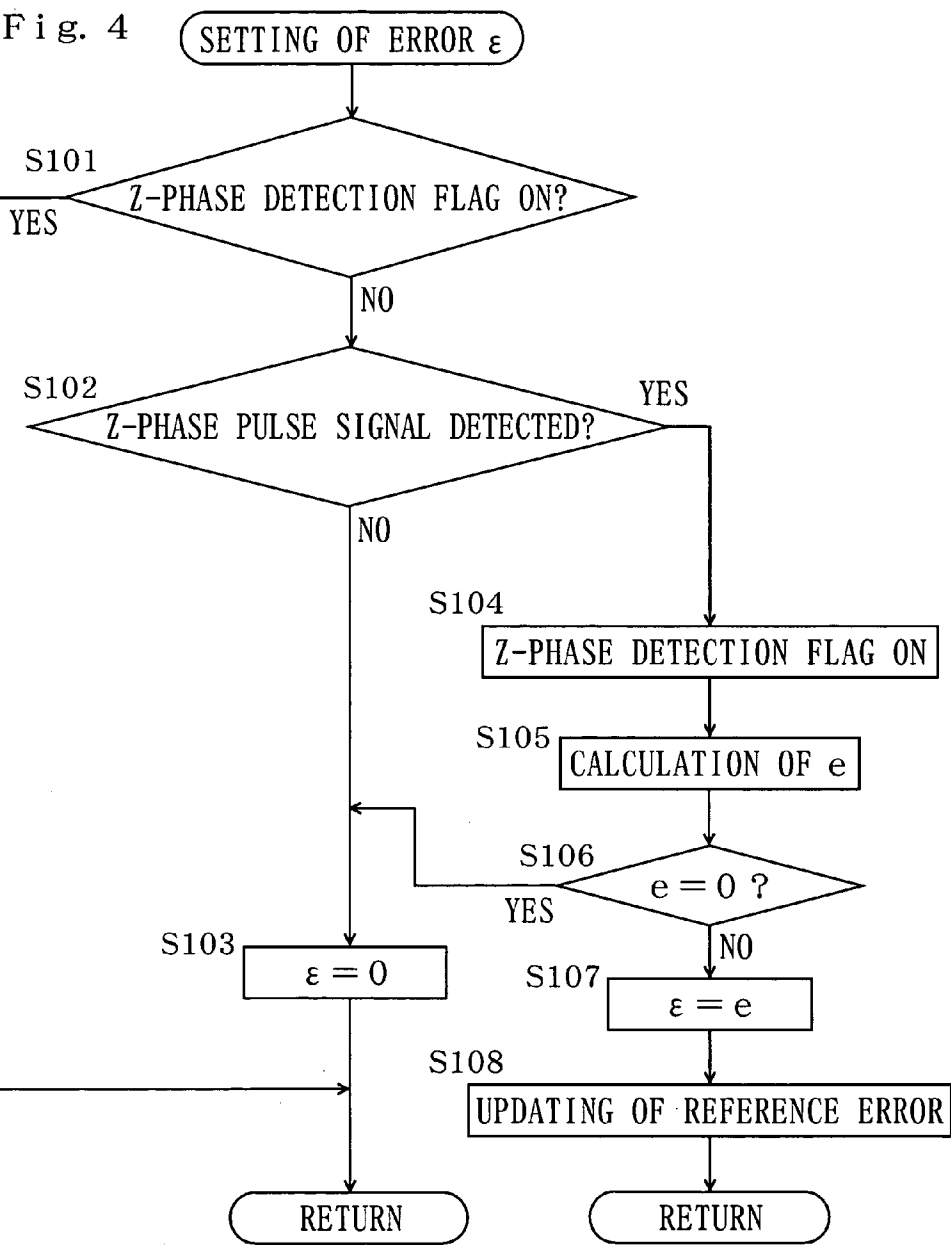 Fig. 4
SETTING OF ERROR ε
S101
Z-PHASE DETECTION FLAG ON?
YES
NO
S102
Z-PHASE PULSE SIGNAL DETECTED?
YES
NO
S104
Z-PHASE DETECTION FLAG ON
S105
CALCULATION OF e
S106
e = 0 ?
YES
NO
S103
ε = 0
S107
ε = e
S108
UPDATING OF REFERENCE ERROR
RETURN
RETURN